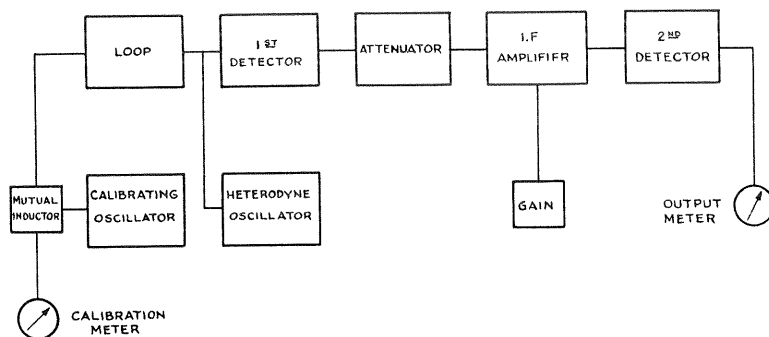 LOOP
1ST
DETECTOR
ATTENUATOR
I.F
AMPLIFIER
2ND
DETECTOR
MUTUAL
INDUCTOR
CALIBRATING
OSCILLATOR
HETERODYNE
OSCILLATOR
GAIN
OUTPUT
METER
CALIBRATION
METER